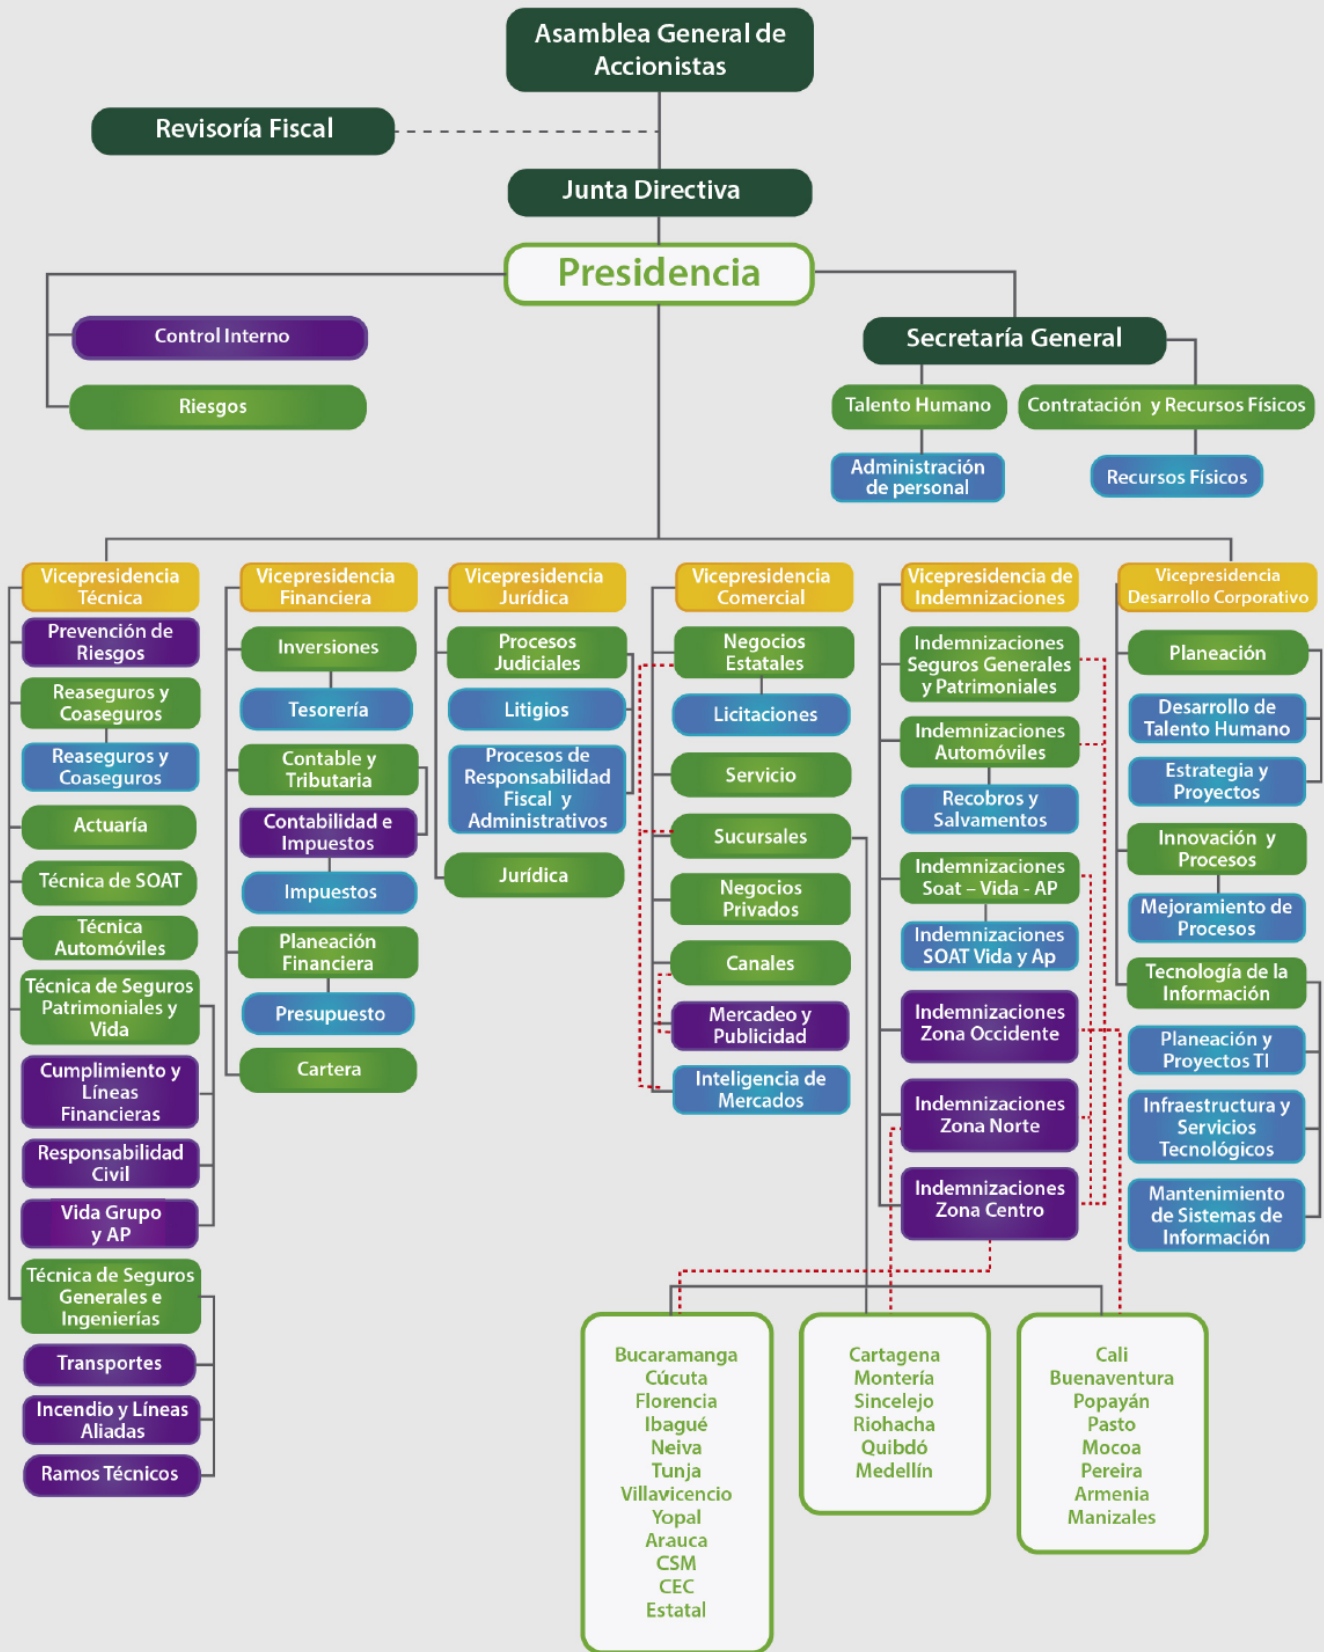 Asamblea General de
Accionistas
Revisoría Fiscal
Junta Directiva
Presidencia
Control Interno
Riesgos
Secretaría General
Talento Humano
Contratación y Recursos Físicos
Administración
de personal
Recursos Físicos
Vicepresidencia
Técnica
Prevención de
Riesgos
Reaseguros y
Coaseguros
Reaseguros y
Coaseguros
Actuaría
Técnica de SOAT
Técnica
Automóviles
Técnica de Seguros
Patrimoniales y
Vida
Cumplimiento y
Líneas
Financieras
Responsabilidad
Civil
Vida Grupo
y AP
Técnica de Seguros
Generales e
Ingenierías
Transportes
Incendio y Líneas
Aliadas
Ramos Técnicos
Vicepresidencia
Financiera
Inversiones
Tesorería
Contable y
Tributaria
Contabilidad e
Impuestos
Impuestos
Planeación
Financiera
Presupuesto
Cartera
Vicepresidencia
Jurídica
Procesos
Judiciales
Litigios
Procesos de
Responsabilidad
Fiscal y
Administrativos
Jurídica
Vicepresidencia
Comercial
Negocios
Estatales
Licitaciones
Servicio
Sucursales
Negocios
Privados
Canales
Mercadeo y
Publicidad
Inteligencia de
Mercados
Vicepresidencia de
Indemnizaciones
Indemnizaciones
Seguros Generales
y Patrimoniales
Indemnizaciones
Automóviles
Recobros y
Salvamentos
Indemnizaciones
Soat – Vida - AP
Indemnizaciones
SOAT Vida y Ap
Indemnizaciones
Zona Occidente
Indemnizaciones
Zona Norte
Indemnizaciones
Zona Centro
Vicepresidencia
Desarrollo Corporativo
Planeación
Desarrollo de
Talento Humano
Estrategia y
Proyectos
Innovación y
Procesos
Mejoramiento de
Procesos
Tecnología de la
Información
Planeación y
Proyectos TI
Infraestructura y
Servicios
Tecnológicos
Mantenimiento
de Sistemas de
Información
Bucaramanga
Cúcuta
Florencia
Ibagué
Neiva
Tunja
Villavicencio
Yopal
Arauca
CSM
CEC
Estatal
Cartagena
Montería
Sincelejo
Riohacha
Quibdó
Medellín
Cali
Buenaventura
Popayán
Pasto
Mocoa
Pereira
Armenia
Manizales